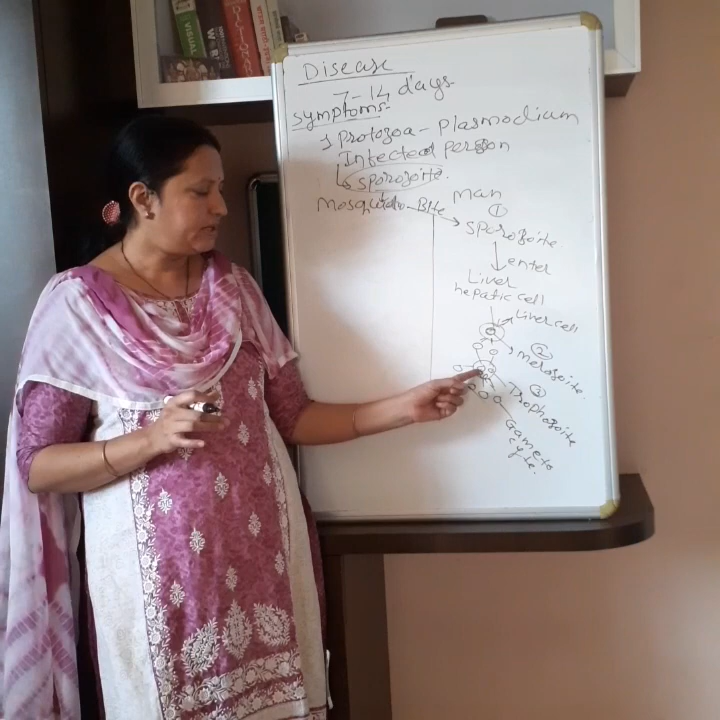 VISUAL
Disease
7-14 days
Symptoms-
Protozoa - Plasmodium
Infected person
sporozoite.
Mosquito-Bite
Man
①
sporozoite
enter
Liver
hepatic cell
Liver cell
②
Merozoite.
③
Trophozoite
Gameto
cyte.